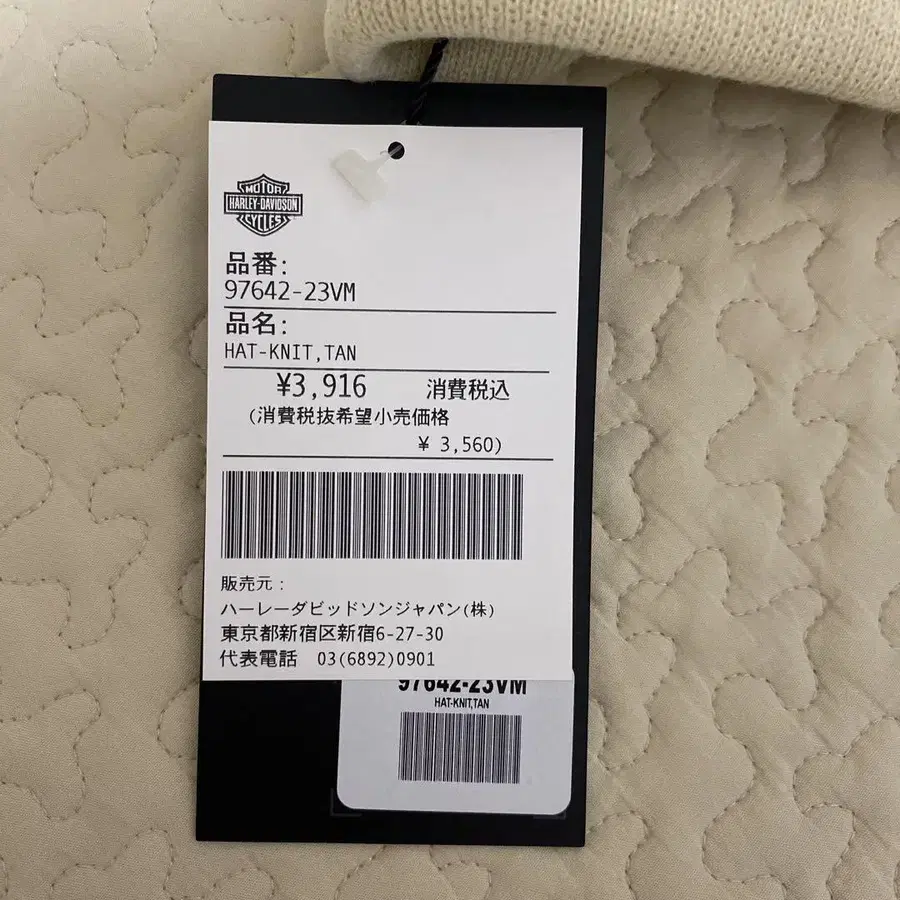 MOTOR
HARLEY-DAVIDSON
CYCLES
品番:
97642-23VM
品名:
HAT-KNIT,TAN
¥3,916 消費税込
(消費税抜希望小売価格
¥ 3,560)
販売元:
ハーレーダビッドソンジャパン(株)
東京都新宿区新宿6-27-30
代表電話 03(6892)0901
97642-23VM
HAT-KNIT,TAN